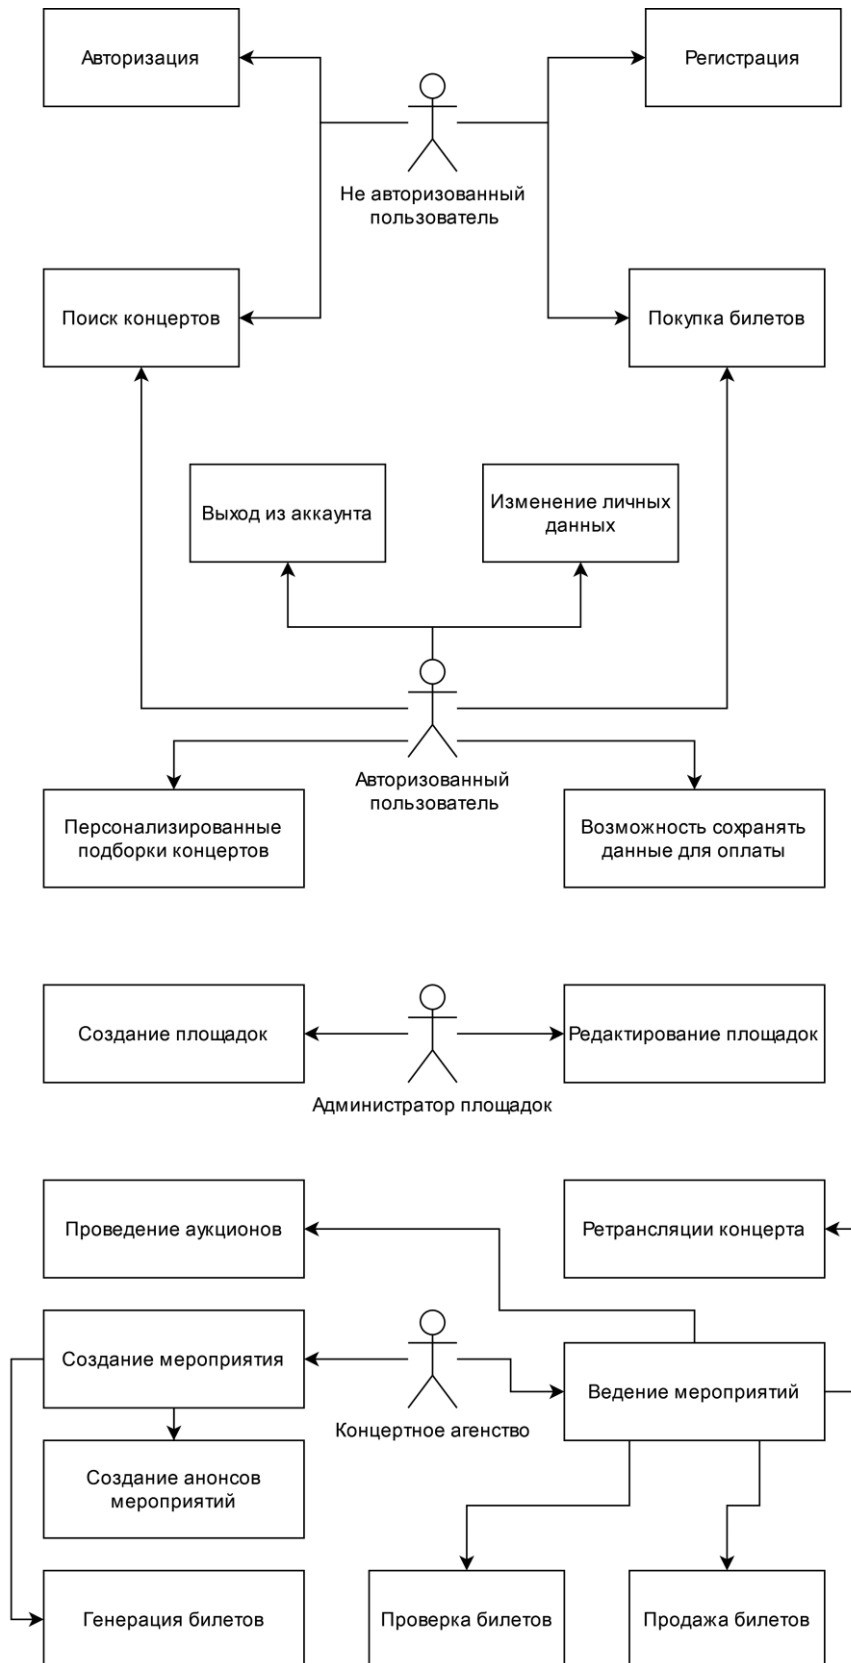 Авторизация
Регистрация
Не авторизованный
пользователь
Поиск концертов
Покупка билетов
Выход из аккаунта
Изменение личных
данных
Авторизованный
пользователь
Персонализированные
подборки концертов
Возможность сохранять
данные для оплаты
Создание площадок
Редактирование площадок
Администратор площадок
Проведение аукционов
Ретрансляции концерта
Создание мероприятия
Ведение мероприятий
Концертное агенство
Создание анонсов
мероприятий
Генерация билетов
Проверка билетов
Продажа билетов